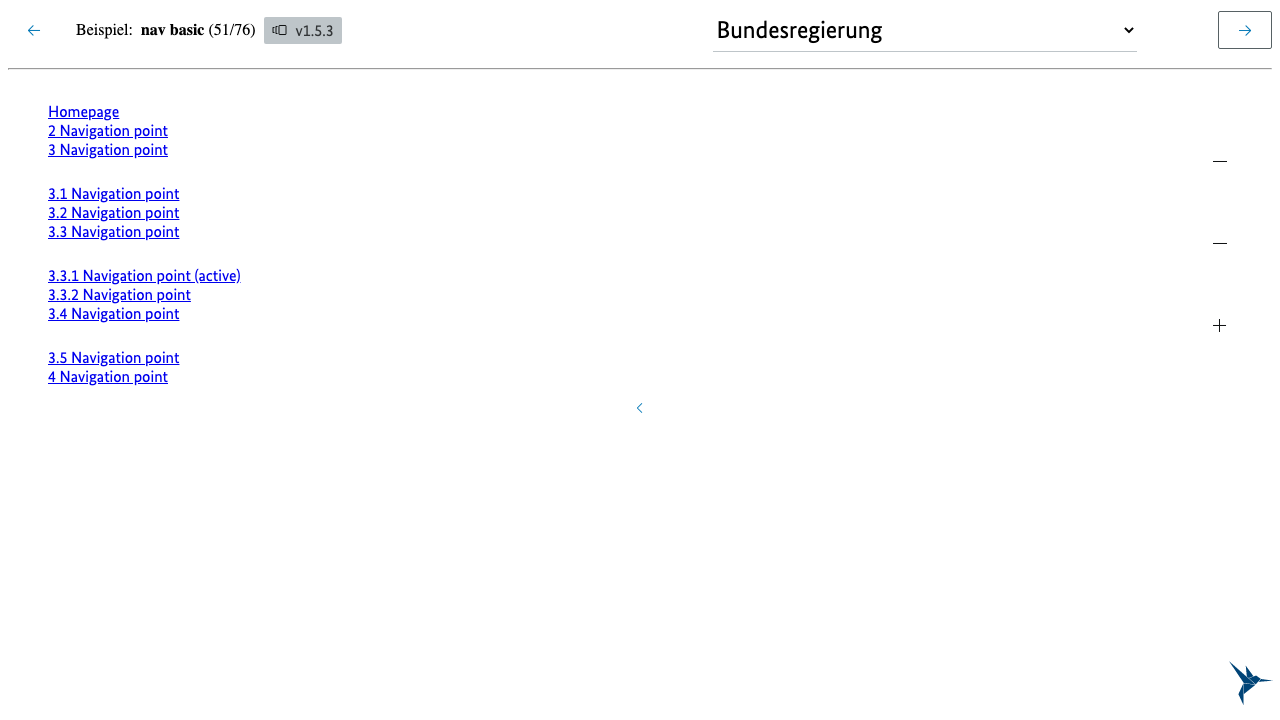 Beispiel: nav basic (51/76) v1.5.3 Bundesregierung
Homepage
2 Navigation point
3 Navigation point
3.1 Navigation point
3.2 Navigation point
3.3 Navigation point
3.3.1 Navigation point (active)
3.3.2 Navigation point
3.4 Navigation point
3.5 Navigation point
4 Navigation point